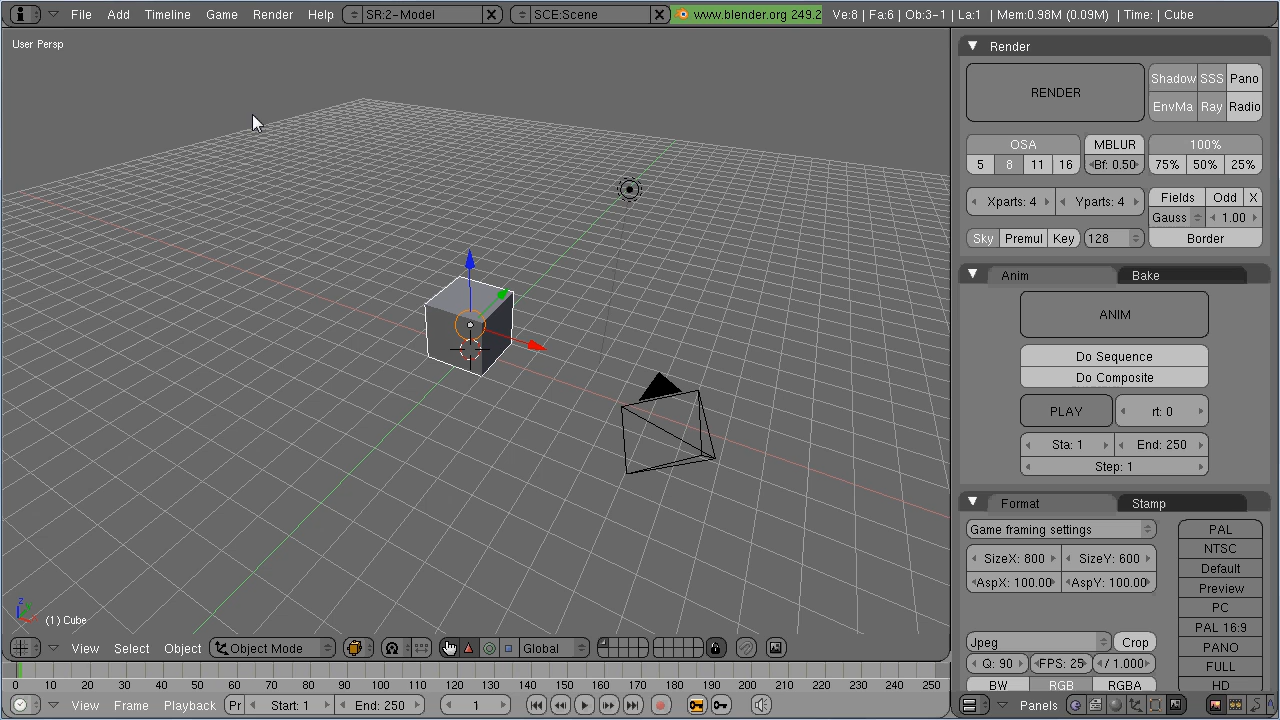 File Add Timeline Game Render Help SR:2-Model SCE:Scene www.blender.org 249.2 Ve:8 | Fa:6 | Ob:3-1 | La:1 | Mem:0.98M (0.09M) | Time: | Cube
User Persp
Render
RENDER
Shadow SSS Pano
EnvMa Ray Radio
OSA MBLUR 100%
5 8 11 16 Bf: 0.50 75% 50% 25%
Xparts: 4 Yparts: 4 Fields Odd X
Gauss 1.00
Sky Premul Key 128 Border
Anim Bake
ANIM
Do Sequence
Do Composite
PLAY rt: 0
Sta: 1 End: 250
Step: 1
Format Stamp
Game framing settings
SizeX: 800 SizeY: 600
AspX: 100.00 AspY: 100.00
Jpeg Crop
Q: 90 FPS: 25 / 1.000
BW RGB RGBA
PAL
NTSC
Default
Preview
PC
PAL 16:9
PANO
FULL
HD
Z
(1) Cube
View Select Object Object Mode Global
0 10 20 30 40 50 60 70 80 90 100 110 120 130 140 150 160 170 180 190 200 210 220 230 240 250
View Frame Playback Pr Start: 1 End: 250 1
Panels